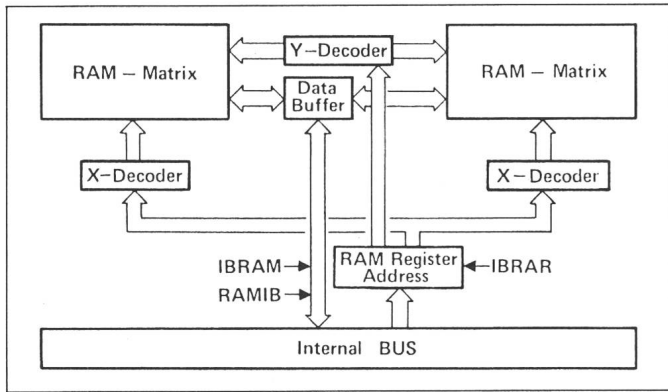 Y-Decoder
RAM – Matrix
RAM – Matrix
Data
Buffer
X-Decoder
X-Decoder
IBRAM
RAM Register
Address
IBRAR
RAMIB
Internal BUS